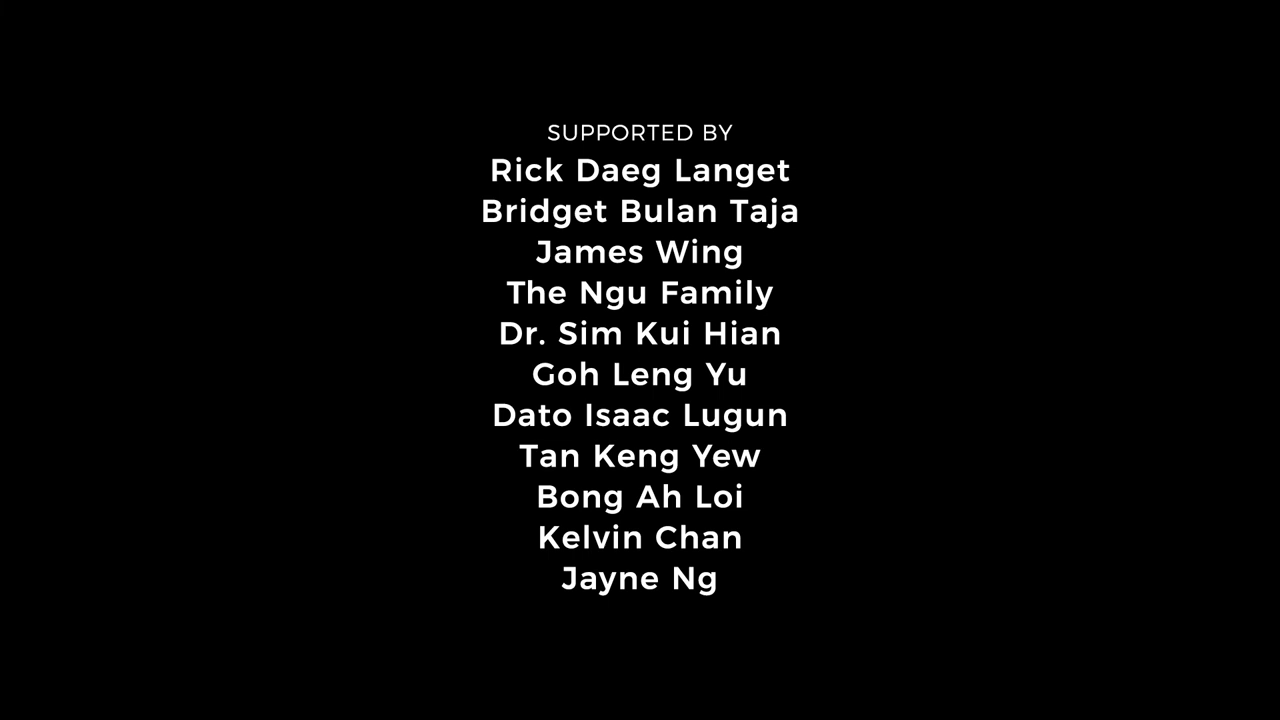 SUPPORTED BY
Rick Daeg Langet
Bridget Bulan Taja
James Wing
The Ngu Family
Dr. Sim Kui Hian
Goh Leng Yu
Dato Isaac Lugun
Tan Keng Yew
Bong Ah Loi
Kelvin Chan
Jayne Ng